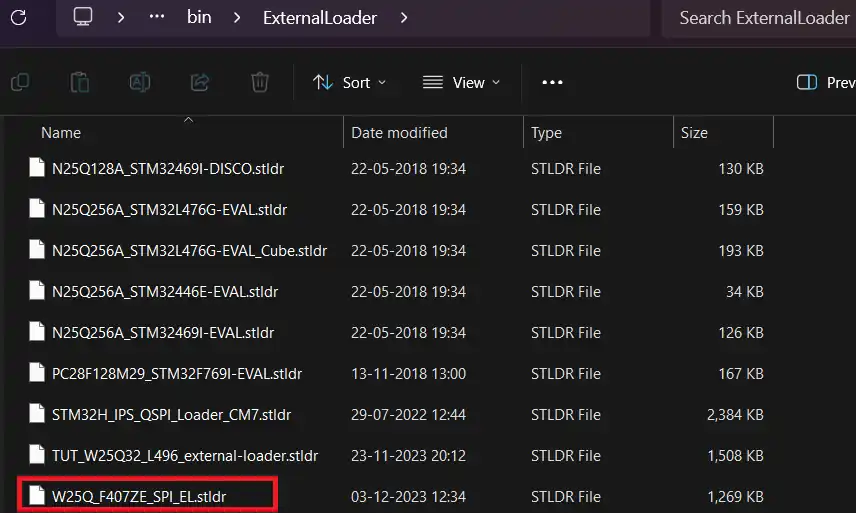 bin > ExternalLoader > Search ExternalLoader
Sort View Prev
Name Date modified Type Size
N25Q128A_STM32469I-DISCO.stldr 22-05-2018 19:34 STLDR File 130 KB
N25Q256A_STM32L476G-EVAL.stldr 22-05-2018 19:34 STLDR File 159 KB
N25Q256A_STM32L476G-EVAL_Cube.stldr 22-05-2018 19:34 STLDR File 193 KB
N25Q256A_STM32446E-EVAL.stldr 22-05-2018 19:34 STLDR File 34 KB
N25Q256A_STM32469I-EVAL.stldr 22-05-2018 19:34 STLDR File 126 KB
PC28F128M29_STM32F769I-EVAL.stldr 13-11-2018 13:00 STLDR File 167 KB
STM32H_IPS_QSPI_Loader_CM7.stldr 29-07-2022 12:44 STLDR File 2,384 KB
TUT_W25Q32_L496_external-loader.stldr 23-11-2023 20:12 STLDR File 1,508 KB
W25Q_F407ZE_SPI_EL.stldr 03-12-2023 12:34 STLDR File 1,269 KB